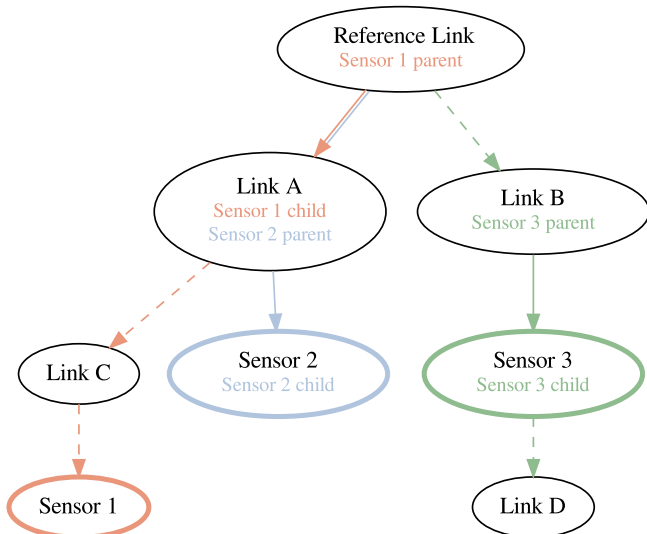 Reference Link
Sensor 1 parent
Link A
Sensor 1 child
Sensor 2 parent
Link B
Sensor 3 parent
Link C
Sensor 2
Sensor 2 child
Sensor 3
Sensor 3 child
Sensor 1
Link D